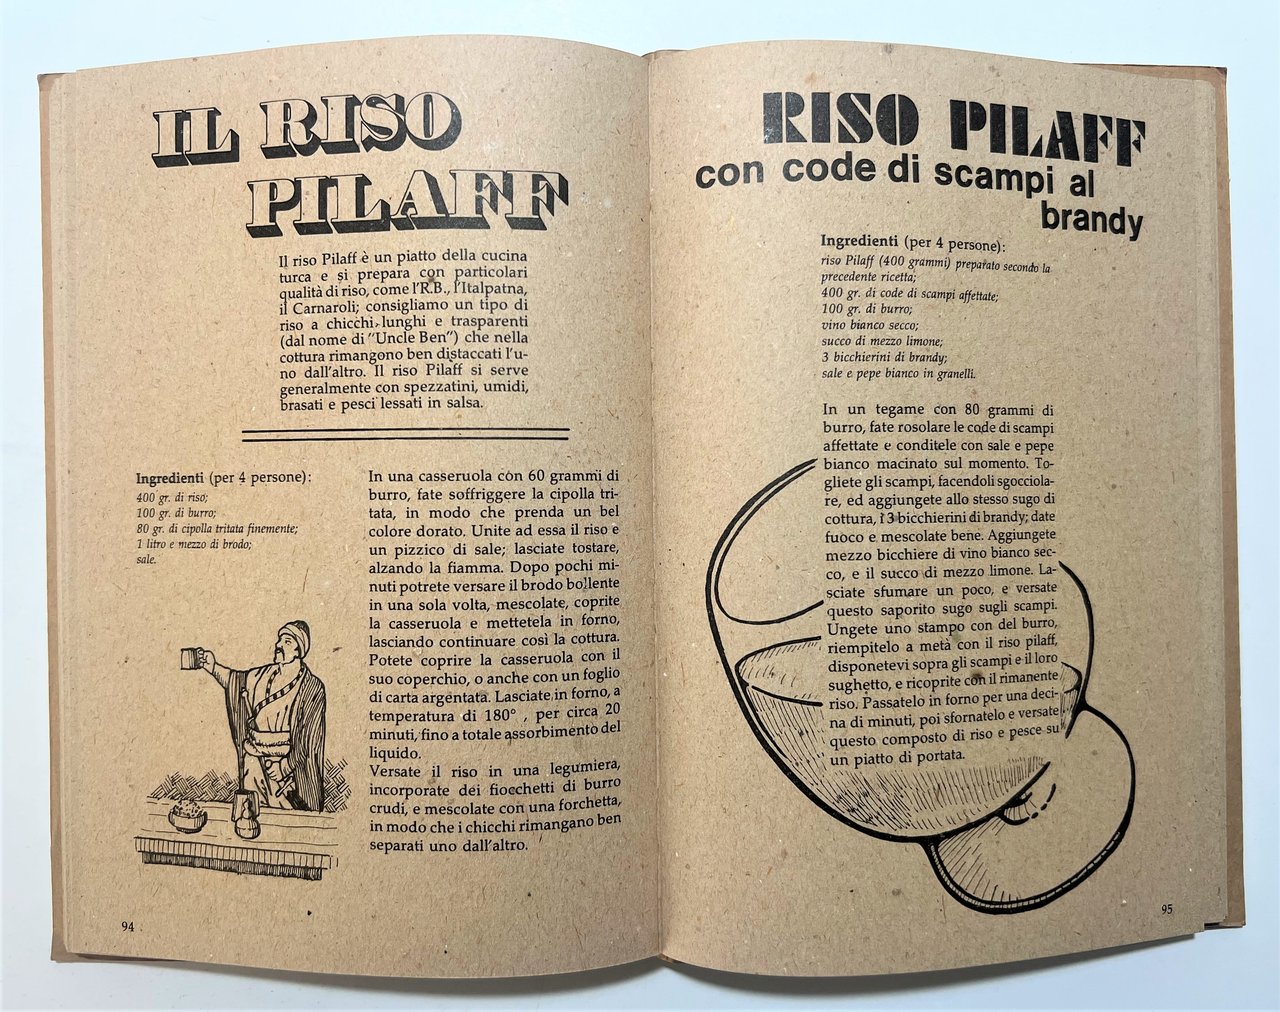 IL RISO
PILAFF
Il riso Pilaff è un piatto della cucina
turca e si prepara con particolari
qualità di riso, come l'R.B., l'Italpatna,
il Carnaroli; consigliamo un tipo di
riso a chicchi lunghi e trasparenti
(dal nome di "Uncle Ben") che nella
cottura rimangono ben distaccati l'u-
no dall'altro. Il riso Pilaff si serve
generalmente con spezzatini, umidi,
brasati e pesci lessati in salsa.
Ingredienti (per 4 persone):
400 gr. di riso;
100 gr. di burro;
80 gr. di cipolla tritata finemente;
1 litro e mezzo di brodo;
sale.
In una casseruola con 60 grammi di
burro, fate soffriggere la cipolla tri-
tata, in modo che prenda un bel
colore dorato. Unite ad essa il riso e
un pizzico di sale; lasciate tostare,
alzando la fiamma. Dopo pochi mi-
nuti potrete versare il brodo bollente
in una sola volta, mescolate, coprite
la casseruola e mettetela in forno,
lasciando continuare così la cottura.
Potete coprire la casseruola con il
suo coperchio, o anche con un foglio
di carta argentata. Lasciate in forno, a
temperatura di 180° , per circa 20
minuti, fino a totale assorbimento del
liquido.
Versate il riso in una legumiera,
incorporate dei fiocchetti di burro
crudi, e mescolate con una forchetta,
in modo che i chicchi rimangano ben
separati uno dall'altro.
94
RISO PILAFF
con code di scampi al
brandy
Ingredienti (per 4 persone):
riso Pilaff (400 grammi) preparato secondo la
precedente ricetta;
400 gr. di code di scampi affettate;
100 gr. di burro;
vino bianco secco;
succo di mezzo limone;
3 bicchierini di brandy;
sale e pepe bianco in granelli.
In un tegame con 80 grammi di
burro, fate rosolare le code di scampi
affettate e conditele con sale e pepe
bianco macinato sul momento. To-
gliete gli scampi, facendoli sgocciola-
re, ed aggiungete allo stesso sugo di
cottura, i 3 bicchierini di brandy; date
fuoco e mescolate bene. Aggiungete
mezzo bicchiere di vino bianco sec-
co, e il succo di mezzo limone. La-
sciate sfumare un poco, e versate
questo saporito sugo sugli scampi.
Ungete uno stampo con del burro,
riempitelo a metà con il riso pilaff,
disponetevi sopra gli scampi e il loro
sughetto, e ricoprite con il rimanente
riso. Passatelo in forno per una deci-
na di minuti, poi sfornatelo e versate
questo composto di riso e pesce su
un piatto di portata.
95